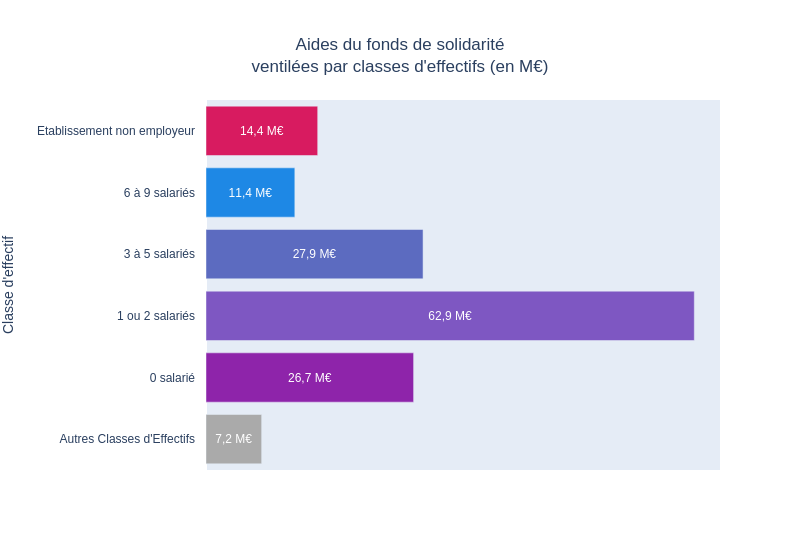 Aides du fonds de solidarité
ventilées par classes d'effectifs (en M€)
Classe d'effectif
Etablissement non employeur
14,4 M€
6 à 9 salariés
11,4 M€
3 à 5 salariés
27,9 M€
1 ou 2 salariés
62,9 M€
0 salarié
26,7 M€
Autres Classes d'Effectifs
7,2 M€